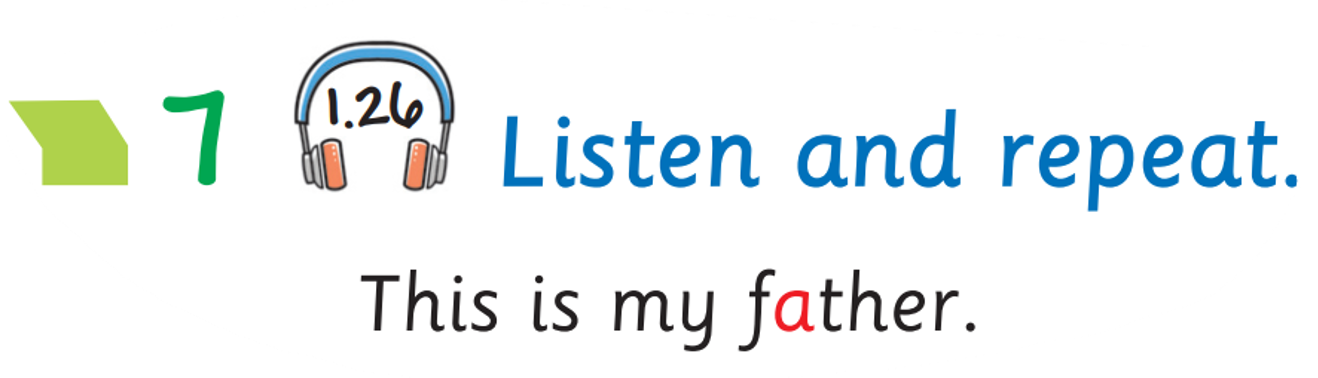 7 1.26 Listen and repeat.
This is my father.